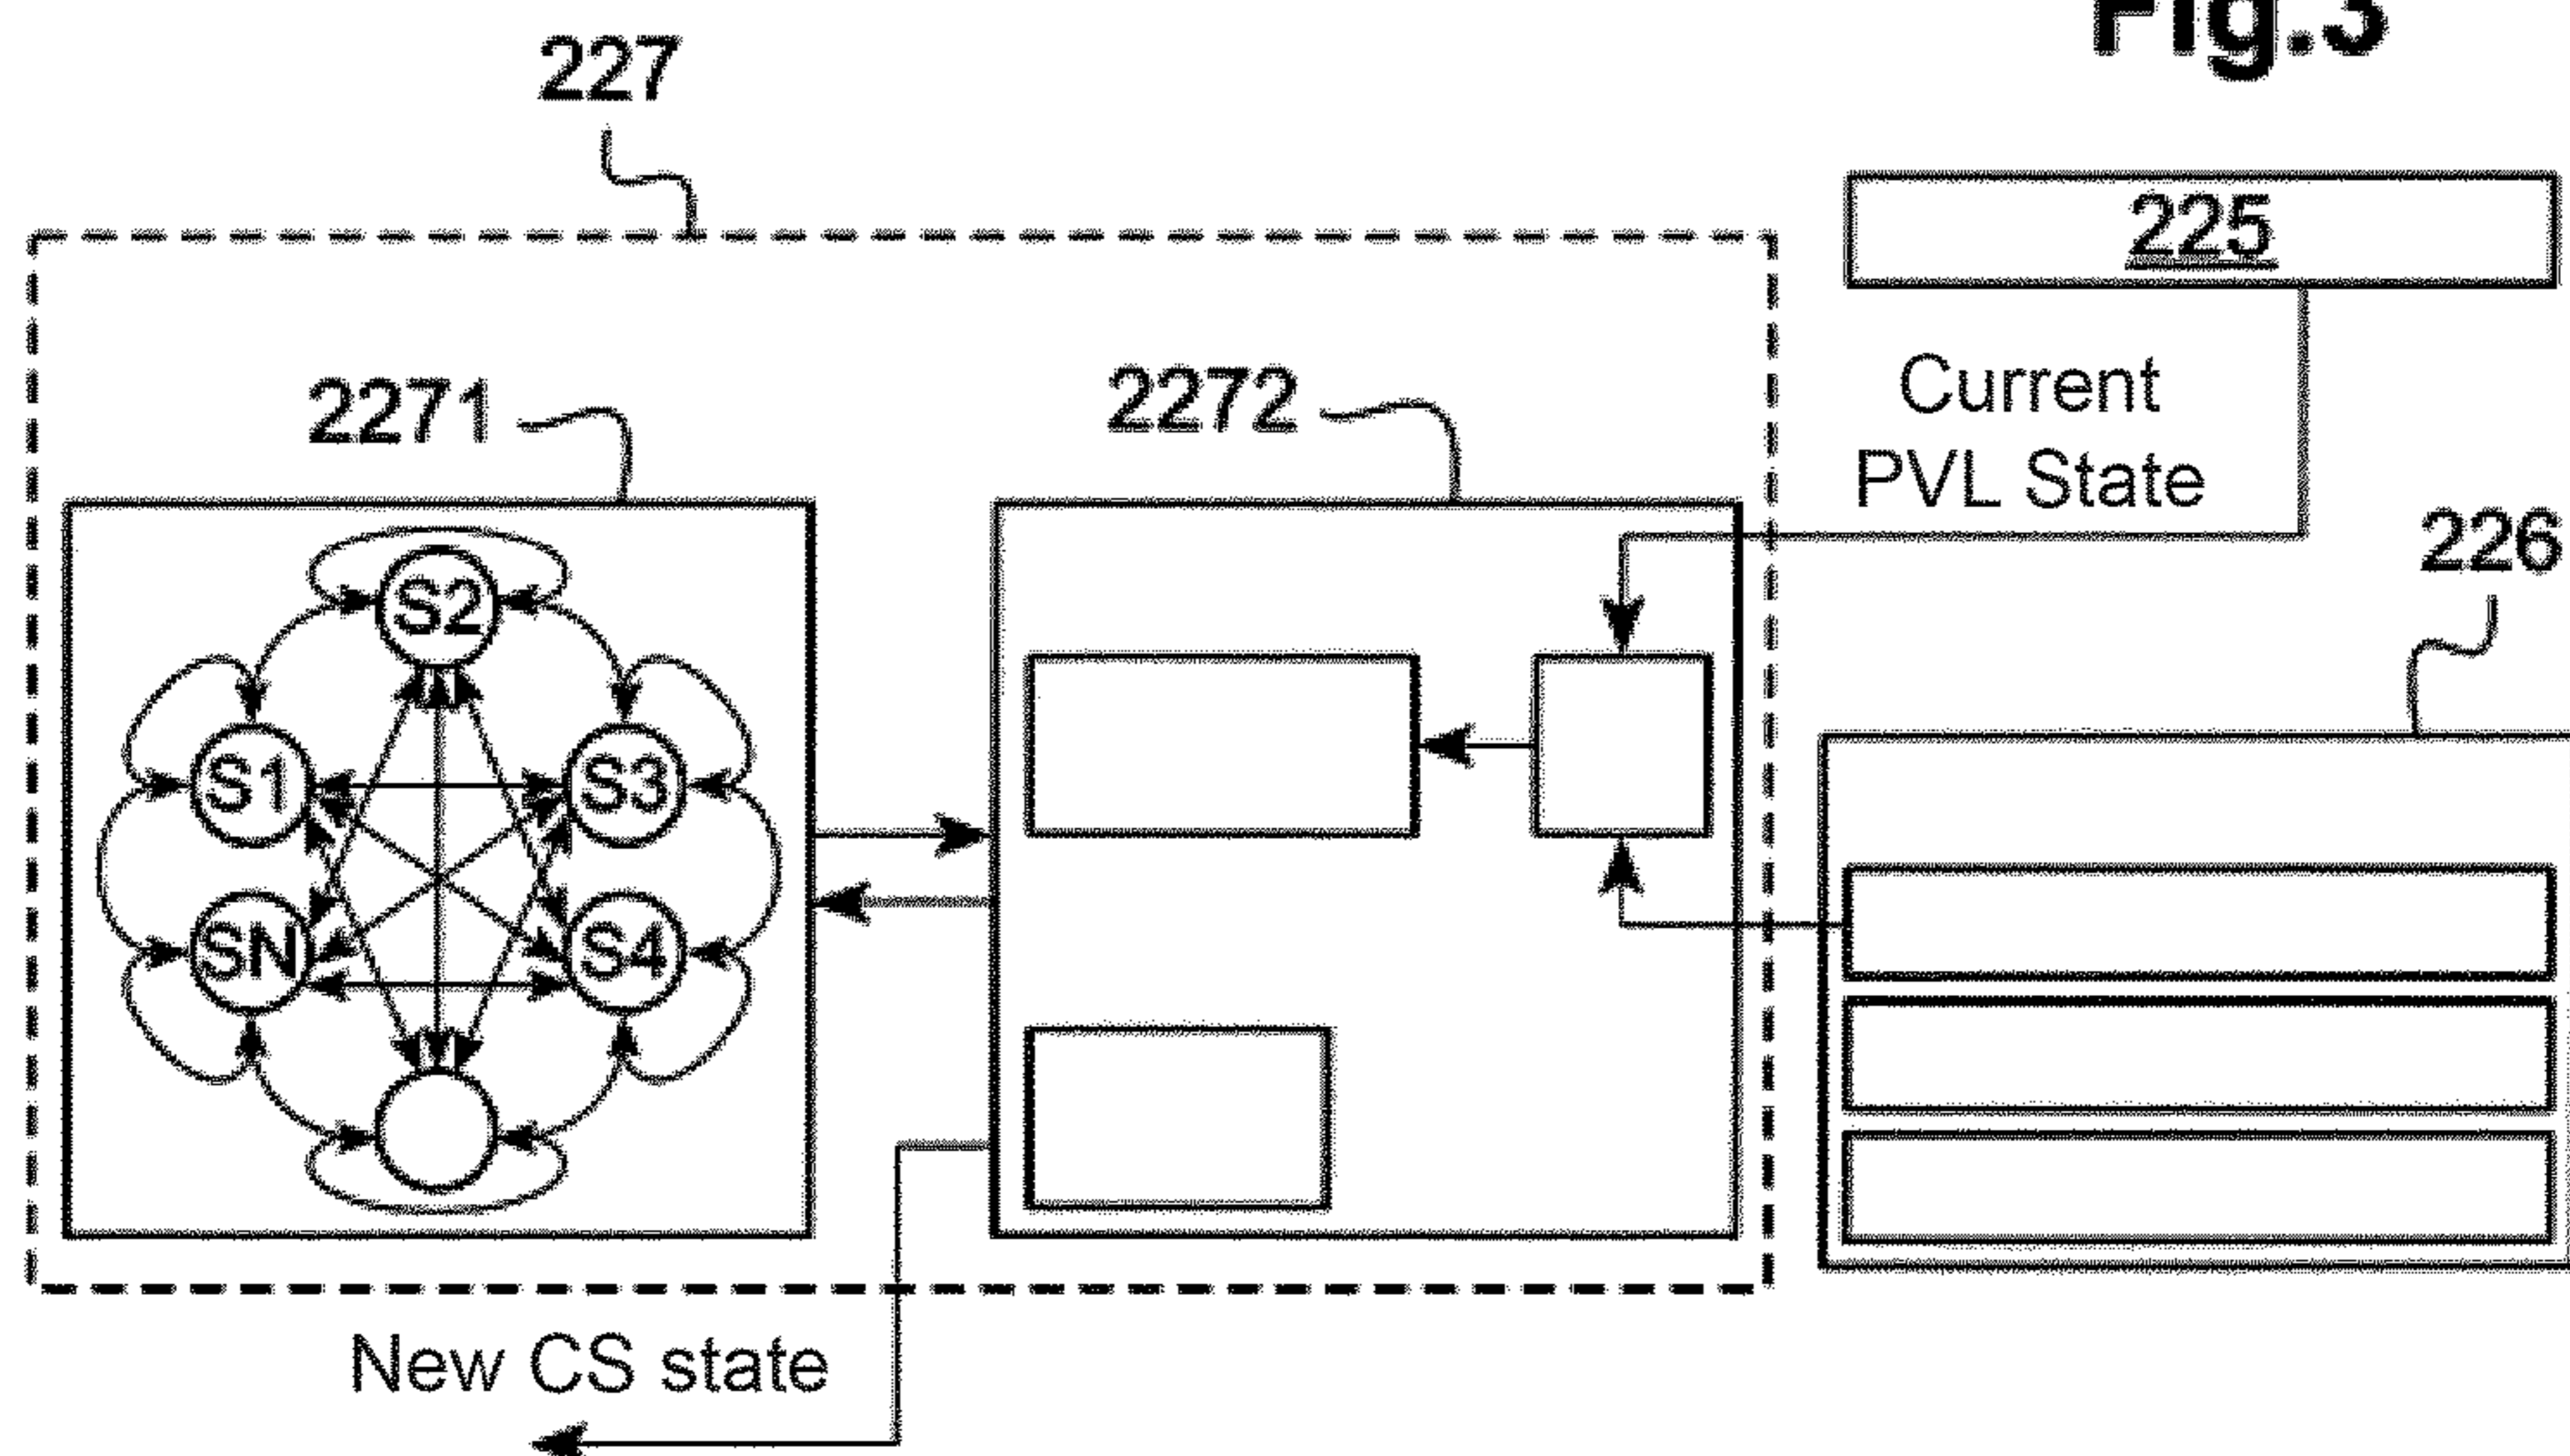 Fig.3
227
225
2271
2272
Current
PVL State
226
S2
S1
S3
SN
S4
New CS state